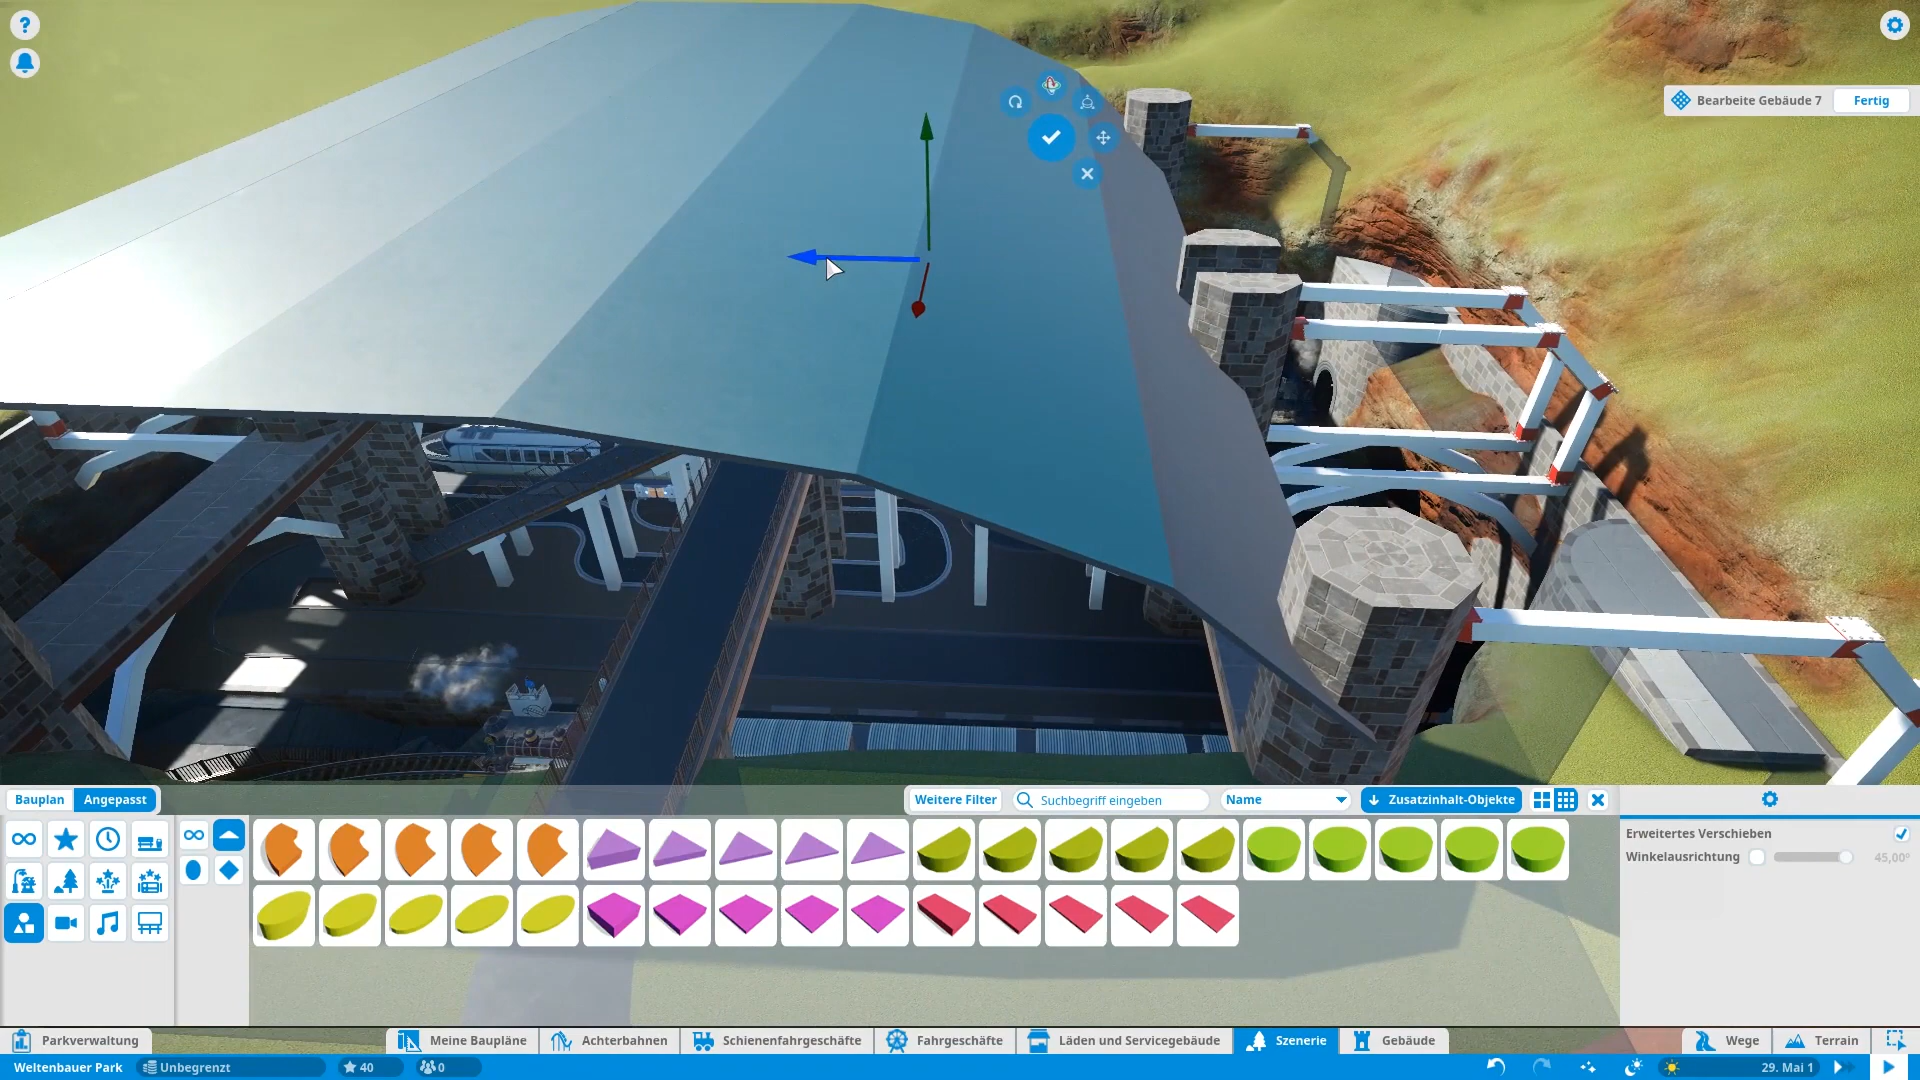 Bearbeite Gebäude 7
Fertig
Bauplan
Angepasst
Weitere Filter
Suchbegriff eingeben
Name
Zusatzinhalt-Objekte
Erweitertes Verschieben
Winkelausrichtung
45,00°
Parkverwaltung
Meine Baupläne
Achterbahnen
Schienenfahrgeschäfte
Fahrgeschäfte
Läden und Servicegebäude
Szenerie
Gebäude
Wege
Terrain
Weltenbauer Park
Unbegrenzt
40
0
29. Mai 1